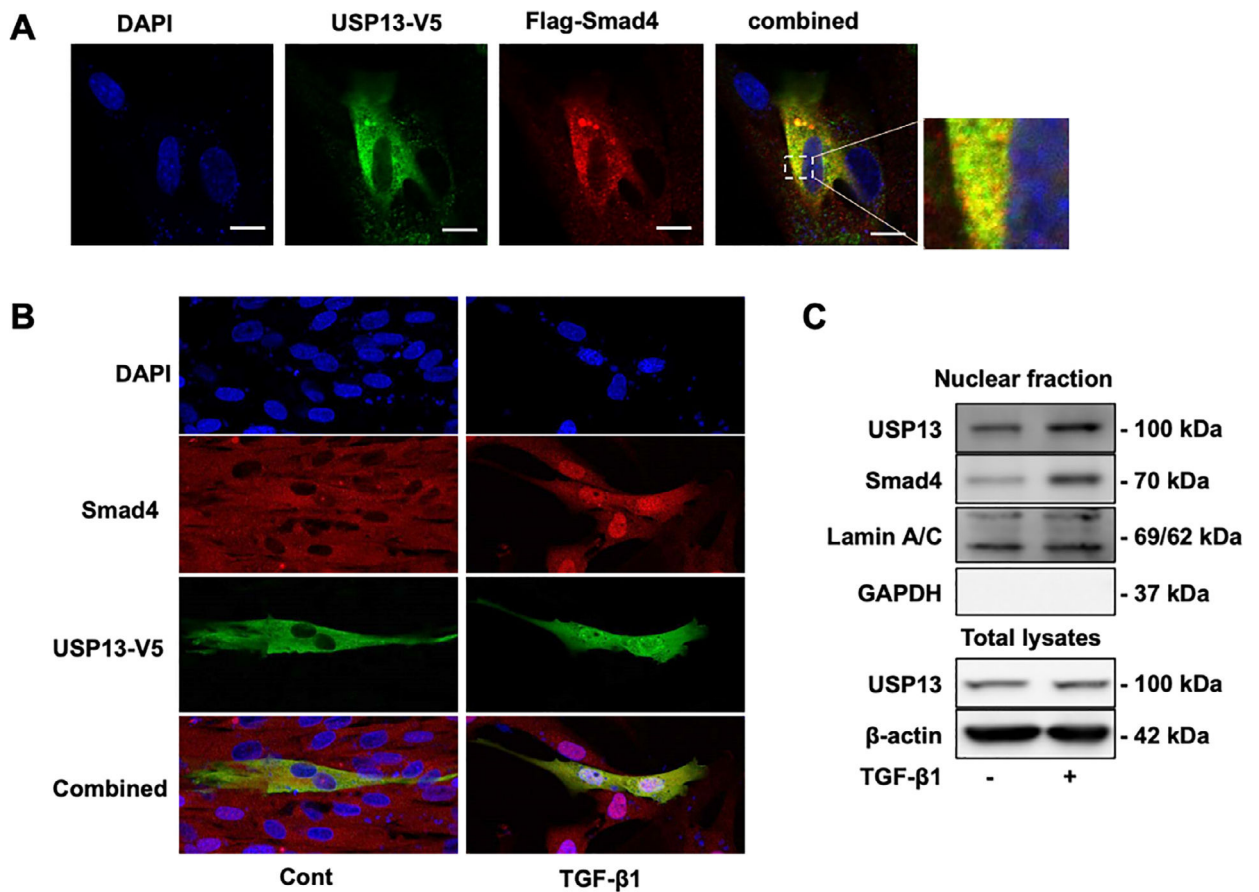 A
DAPI
USP13-V5
Flag-Smad4
combined
B
DAPI
Smad4
USP13-V5
Combined
Cont
TGF-β1
C
Nuclear fraction
USP13
- 100 kDa
Smad4
- 70 kDa
Lamin A/C
- 69/62 kDa
GAPDH
- 37 kDa
Total lysates
USP13
- 100 kDa
β-actin
- 42 kDa
TGF-β1 - +